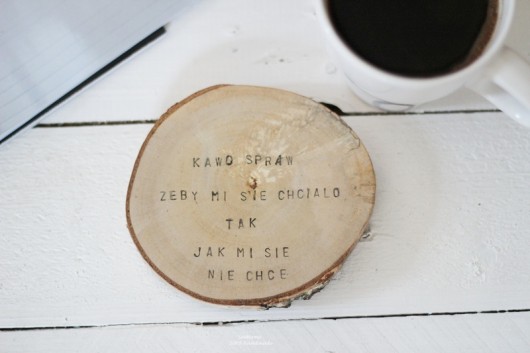 KAWO SPRAW
ZEBY MI SIE CHCIALO
TAK
JAK MI SIE
NIE CHCE